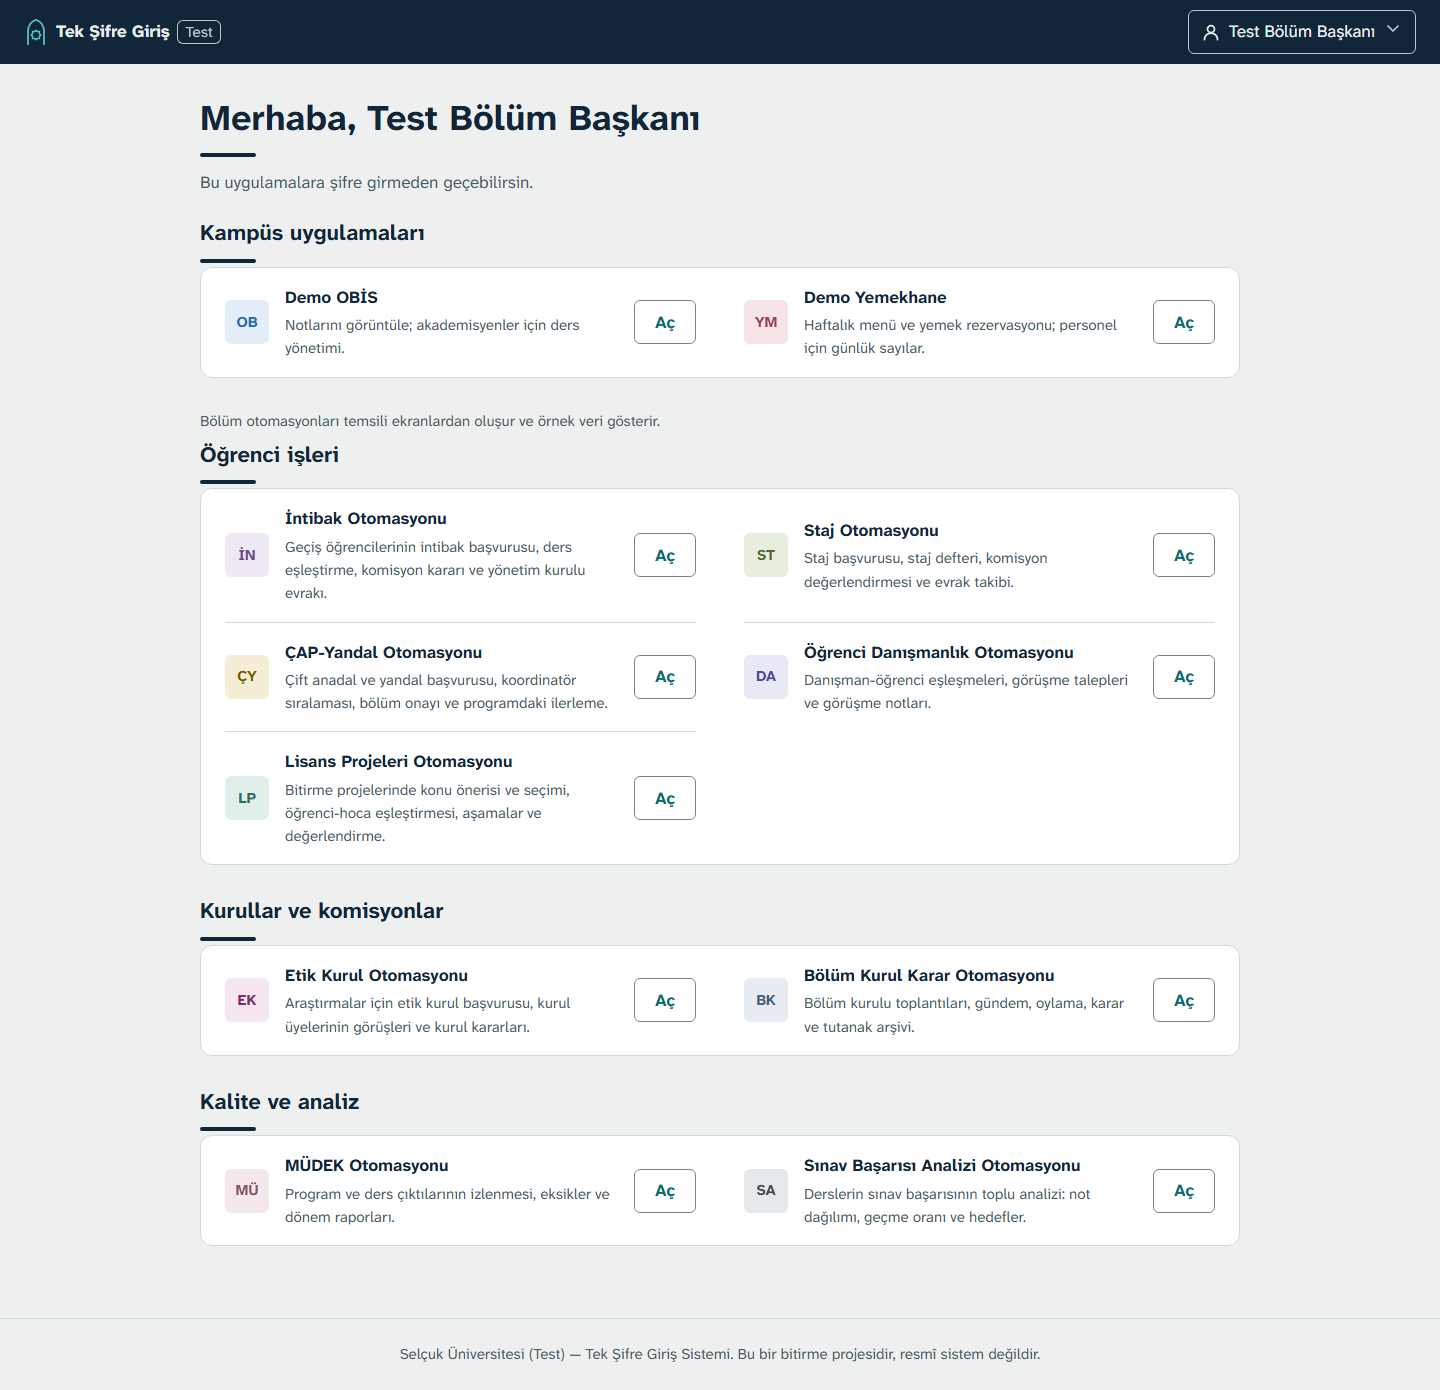 Tek Şifre Giriş Test
Test Bölüm Başkanı
Merhaba, Test Bölüm Başkanı
Bu uygulamalara şifre girmeden geçebilirsin.
Kampüs uygulamaları
OB
Demo OBİS
Notlarını görüntüle; akademisyenler için ders
yönetimi.
Aç
YM
Demo Yemekhane
Haftalık menü ve yemek rezervasyonu; personel
için günlük sayılar.
Aç
Bölüm otomasyonları temsili ekranlardan oluşur ve örnek veri gösterir.
Öğrenci işleri
İN
İntibak Otomasyonu
Geçiş öğrencilerinin intibak başvurusu, ders
eşleştirme, komisyon kararı ve yönetim kurulu
evrakı.
Aç
ST
Staj Otomasyonu
Staj başvurusu, staj defteri, komisyon
değerlendirmesi ve evrak takibi.
Aç
ÇY
ÇAP-Yandal Otomasyonu
Çift anadal ve yandal başvurusu, koordinatör
sıralaması, bölüm onayı ve programdaki ilerleme.
Aç
DA
Öğrenci Danışmanlık Otomasyonu
Danışman-öğrenci eşleşmeleri, görüşme talepleri
ve görüşme notları.
Aç
LP
Lisans Projeleri Otomasyonu
Bitirme projelerinde konu önerisi ve seçimi,
öğrenci-hoca eşleştirmesi, aşamalar ve
değerlendirme.
Aç
Kurullar ve komisyonlar
EK
Etik Kurul Otomasyonu
Araştırmalar için etik kurul başvurusu, kurul
üyelerinin görüşleri ve kurul kararları.
Aç
BK
Bölüm Kurul Karar Otomasyonu
Bölüm kurulu toplantıları, gündem, oylama, karar
ve tutanak arşivi.
Aç
Kalite ve analiz
MÜ
MÜDEK Otomasyonu
Program ve ders çıktılarının izlenmesi, eksikler ve
dönem raporları.
Aç
SA
Sınav Başarısı Analizi Otomasyonu
Derslerin sınav başarısının toplu analizi: not
dağılımı, geçme oranı ve hedefler.
Aç
Selçuk Üniversitesi (Test) — Tek Şifre Giriş Sistemi. Bu bir bitirme projesidir, resmî sistem değildir.